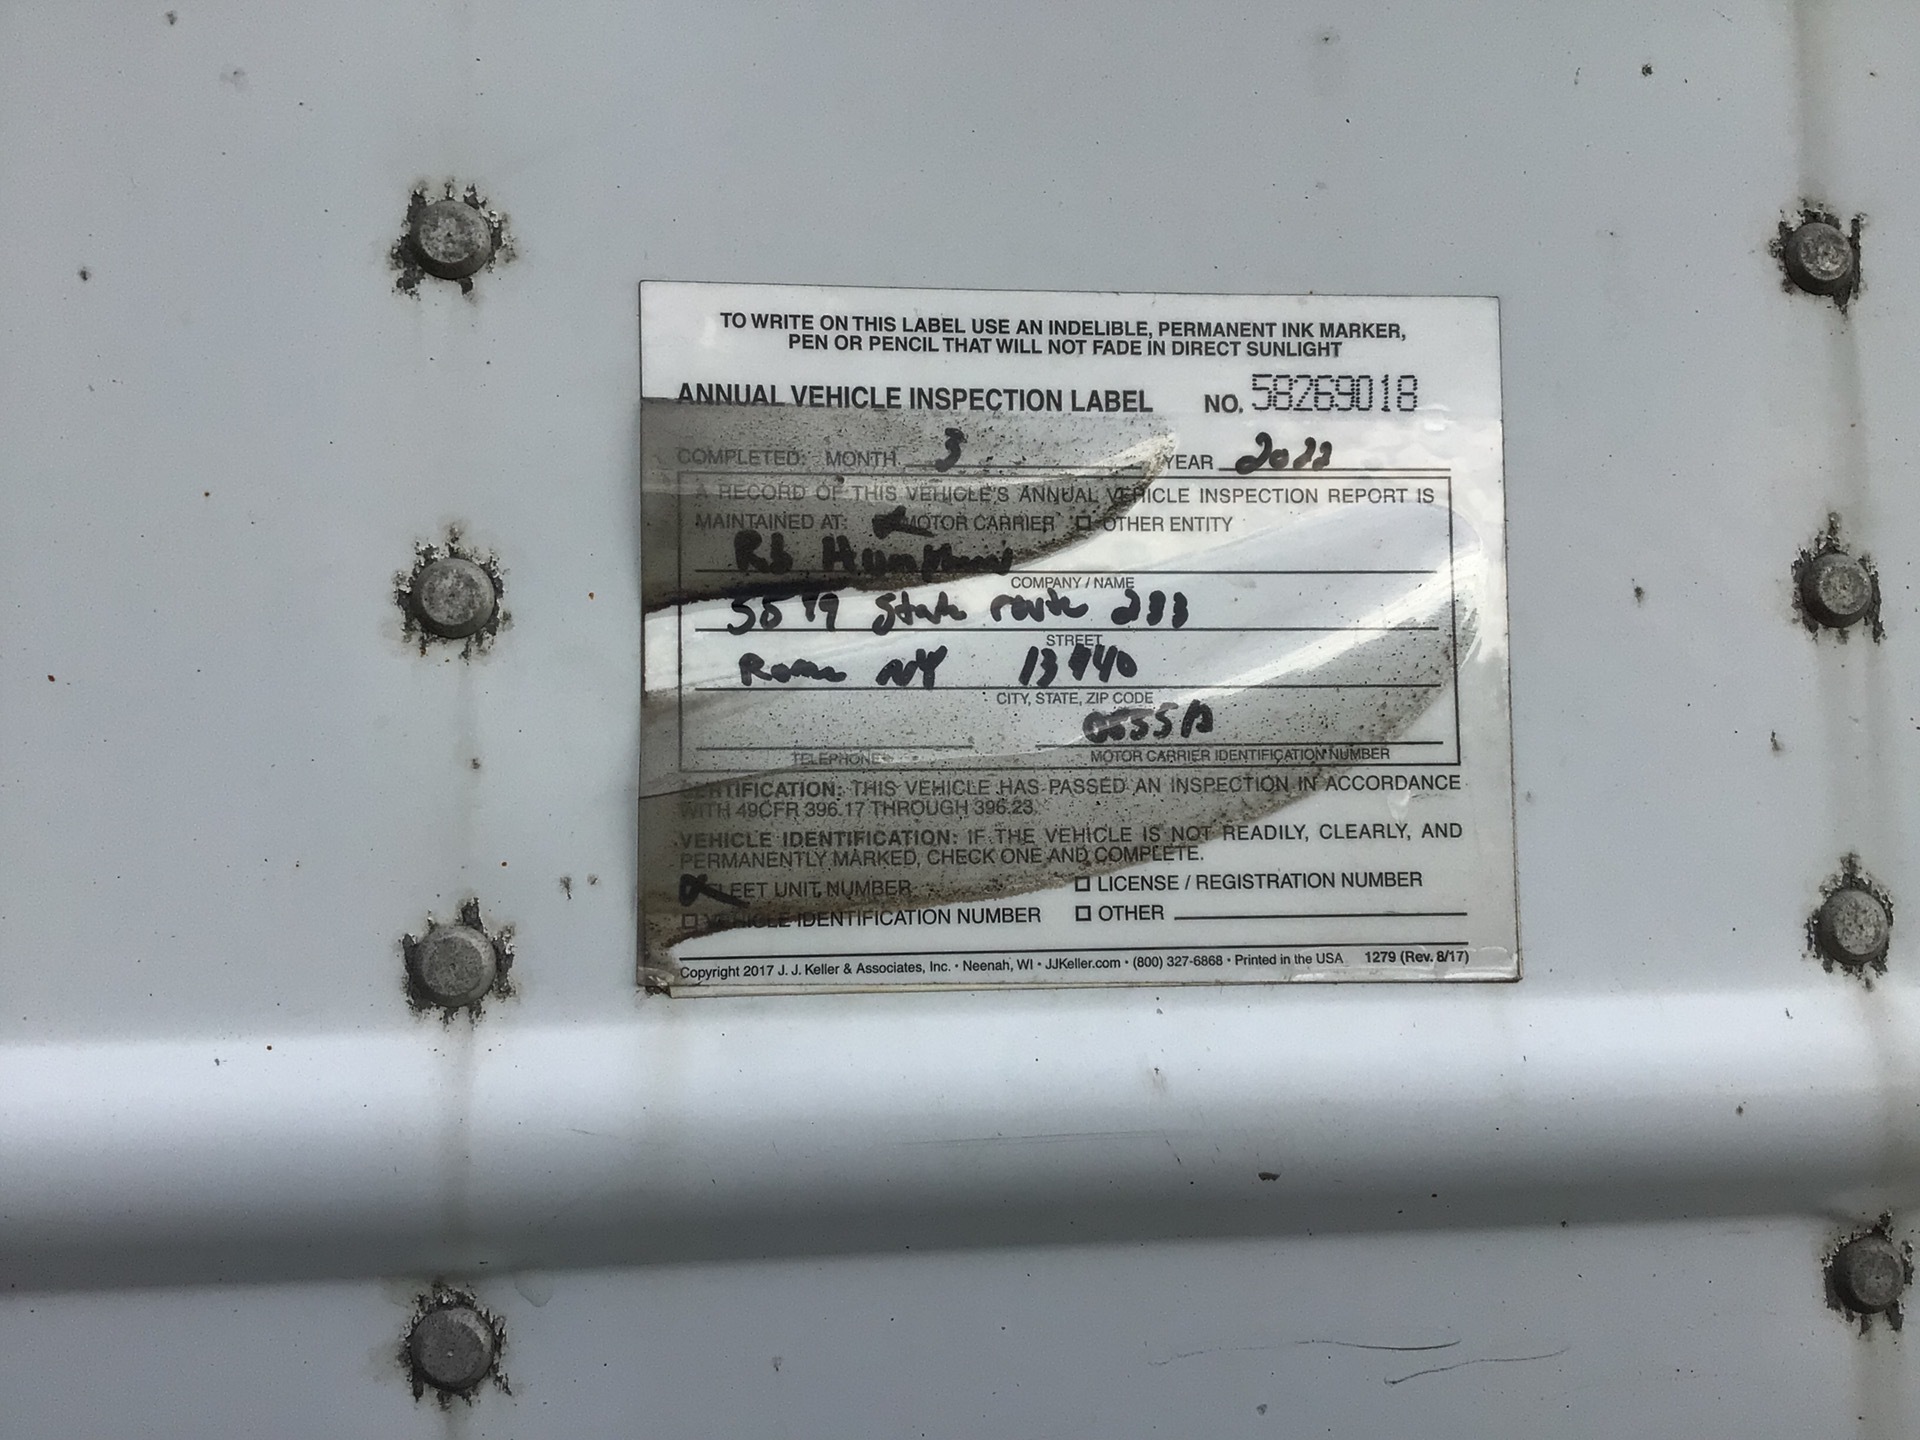 TO WRITE ON THIS LABEL USE AN INDELIBLE, PERMANENT INK MARKER,
PEN OR PENCIL THAT WILL NOT FADE IN DIRECT SUNLIGHT
ANNUAL VEHICLE INSPECTION LABEL NO. 58269018
COMPLETED: MONTH 3 YEAR 2022
A RECORD OF THIS VEHICLE'S ANNUAL VEHICLE INSPECTION REPORT IS
MAINTAINED AT: MOTOR CARRIER OTHER ENTITY
COMPANY / NAME
State route 233
STREET
Rome NY 13440
CITY, STATE, ZIP CODE
TELEPHONE MOTOR CARRIER IDENTIFICATION NUMBER
CERTIFICATION: THIS VEHICLE HAS PASSED AN INSPECTION IN ACCORDANCE
WITH 49CFR 396.17 THROUGH 396.23.
VEHICLE IDENTIFICATION: IF THE VEHICLE IS NOT READILY, CLEARLY, AND
PERMANENTLY MARKED, CHECK ONE AND COMPLETE.
FLEET UNIT NUMBER LICENSE / REGISTRATION NUMBER
VEHICLE IDENTIFICATION NUMBER OTHER
Copyright 2017 J. J. Keller & Associates, Inc. • Neenah, WI • JJKeller.com • (800) 327-6868 • Printed in the USA 1279 (Rev. 8/17)